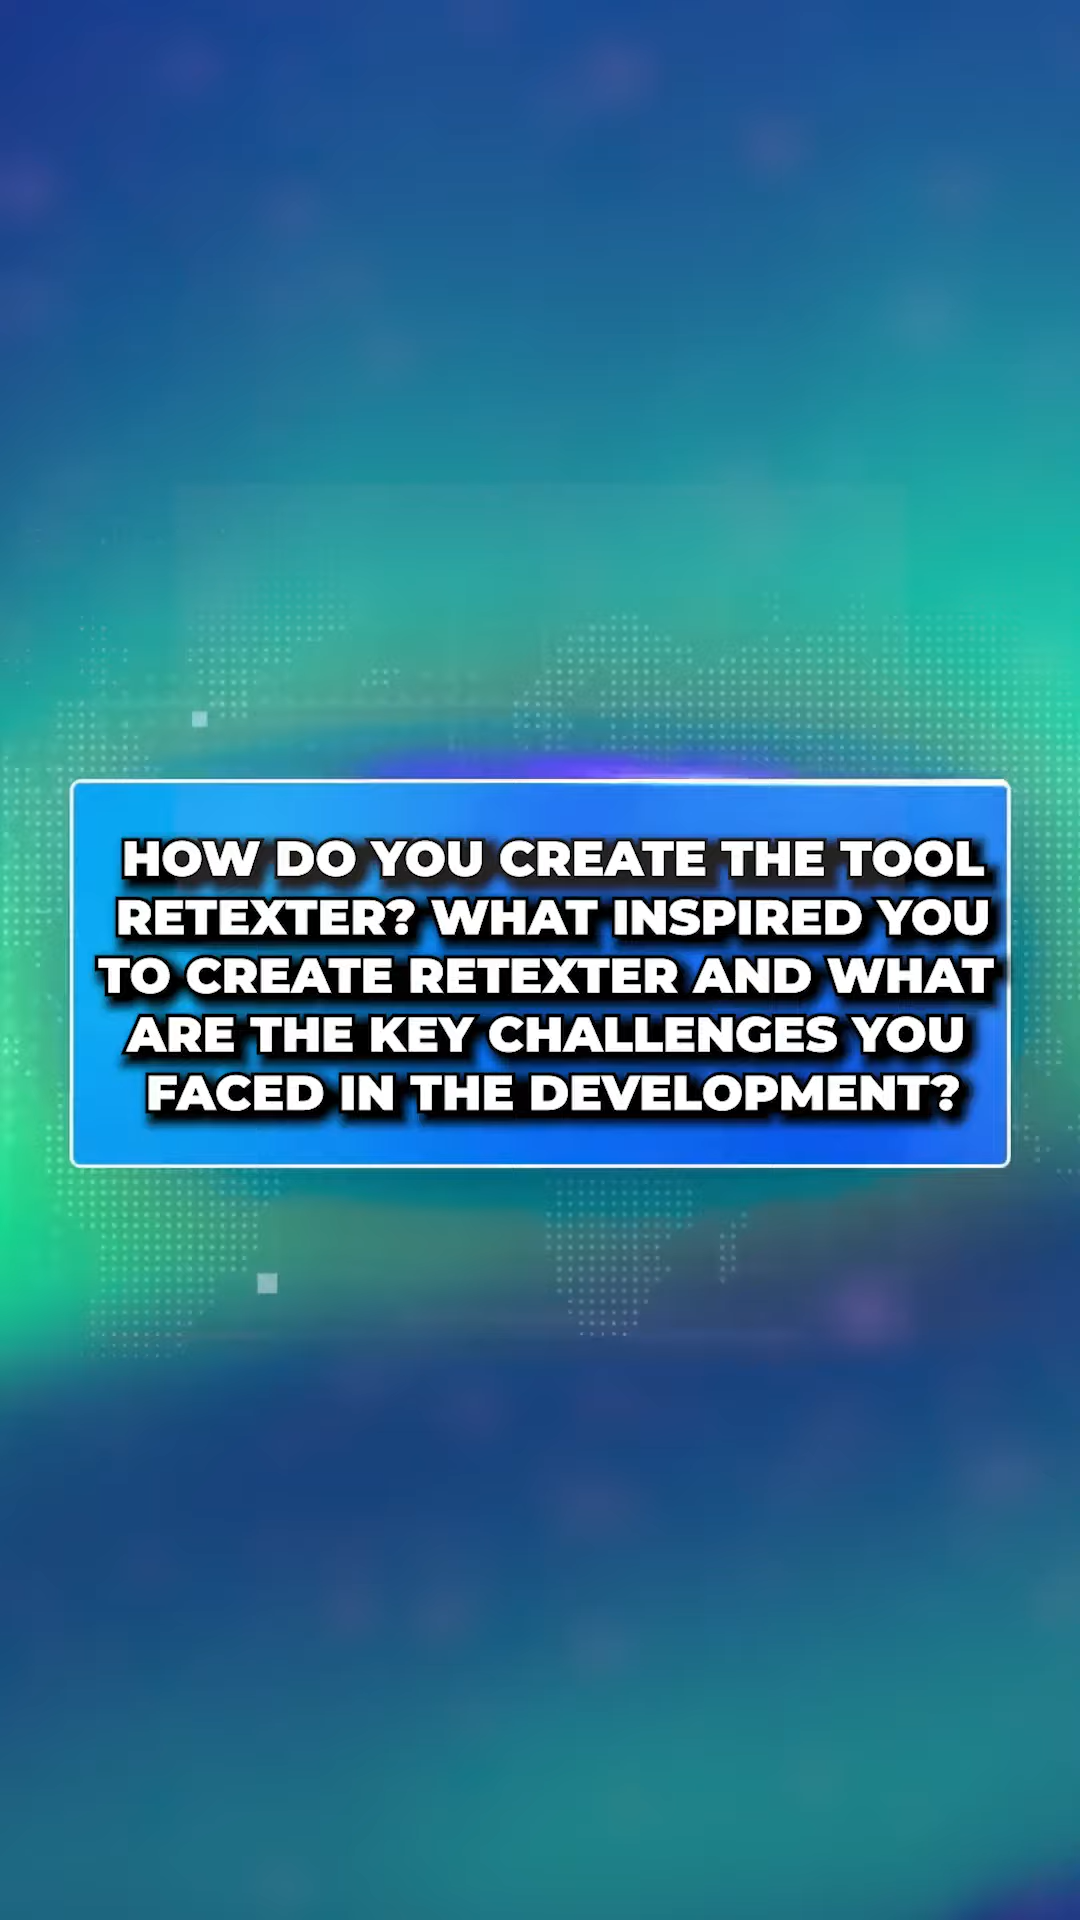 HOW DO YOU CREATE THE TOOL
RETEXTER? WHAT INSPIRED YOU
TO CREATE RETEXTER AND WHAT
ARE THE KEY CHALLENGES YOU
FACED IN THE DEVELOPMENT?